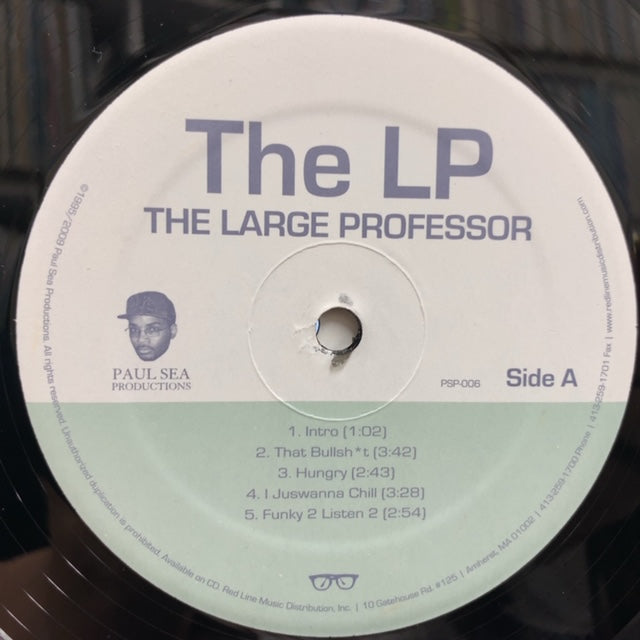 The LP
THE LARGE PROFESSOR
PAUL SEA
PRODUCTIONS
PSP-006
Side A
1. Intro (1:02)
2. That Bullsh*t (3:42)
3. Hungry (2:43)
4. I Juswanna Chill (3:28)
5. Funky 2 Listen 2 (2:54)
©1995/2009 Paul Sea Productions. All rights reserved. Unauthorized duplication is prohibited. Available on CD. Red Line Music Distribution, Inc. | 10 Gatehouse Rd. #125 | Amherst, MA 01002 | 413-259-1700 Phone | 413-259-1701 Fax | www.redlinemusicdistribution.com